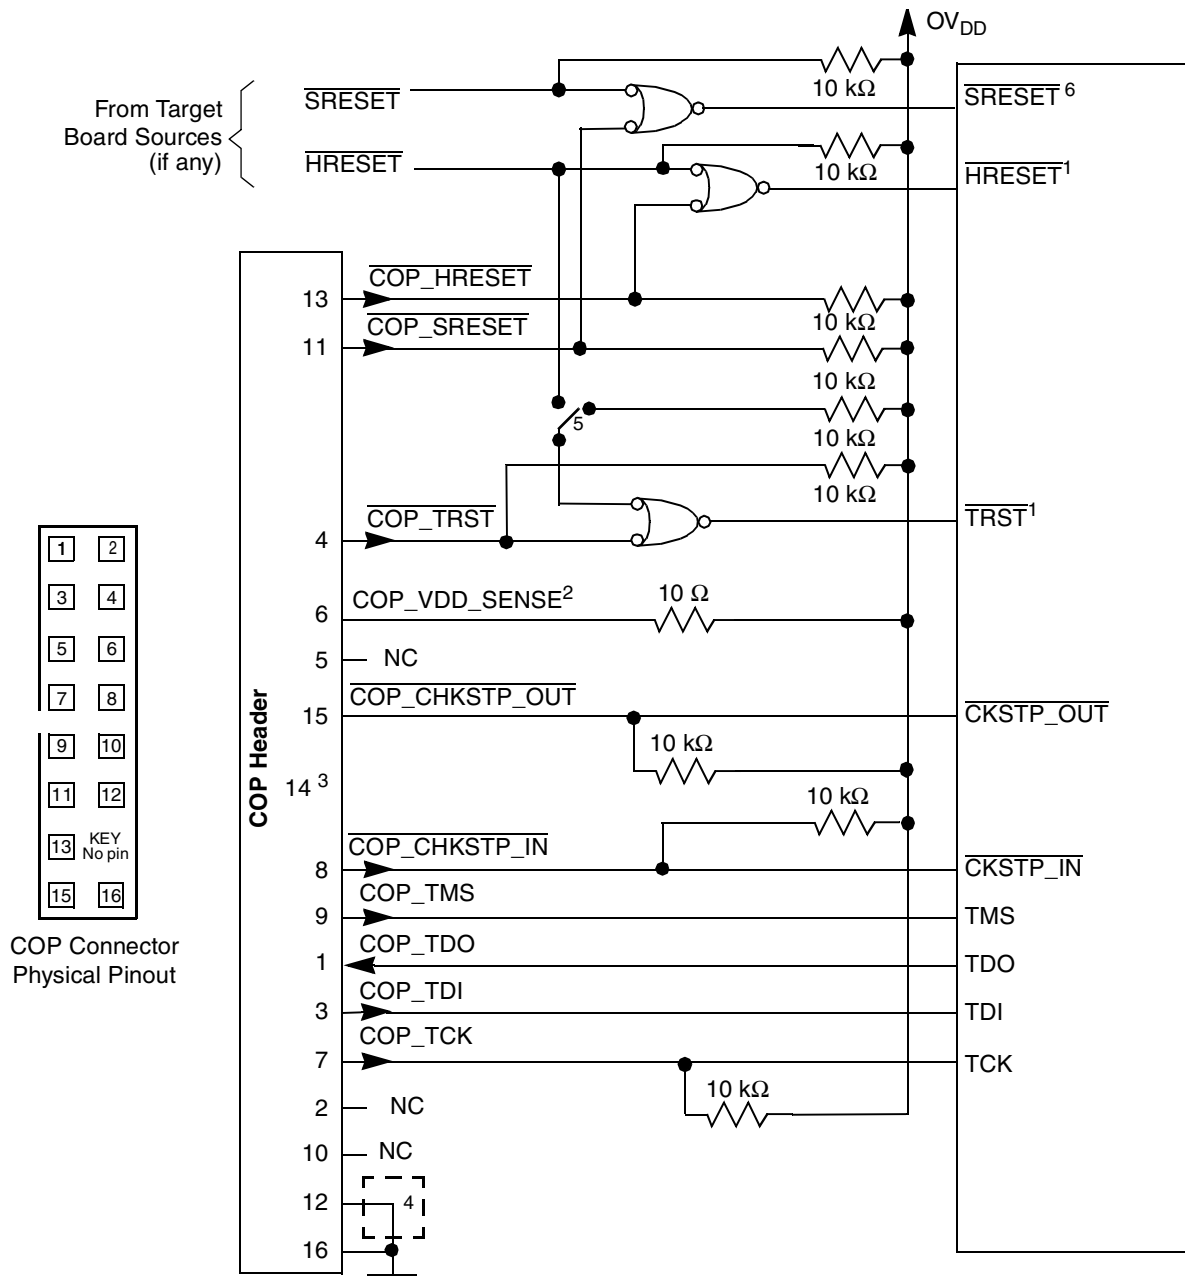 OVDD
From Target
Board Sources
(if any)
SRESET
10 kΩ
SRESET 6
HRESET
10 kΩ
HRESET1
COP_HRESET
13
10 kΩ
COP_SRESET
11
10 kΩ
5
10 kΩ
10 kΩ
COP_TRST
4
TRST1
COP_VDD_SENSE2
10 Ω
6
5
NC
COP_CHKSTP_OUT
15
CKSTP_OUT
10 kΩ
COP Header
14 3
10 kΩ
COP_CHKSTP_IN
8
CKSTP_IN
COP_TMS
9
TMS
COP_TDO
1
TDO
COP_TDI
3
TDI
COP_TCK
7
TCK
10 kΩ
2
NC
10
NC
12
4
16
1 2
3 4
5 6
7 8
9 10
11 12
13 KEY
No pin
15 16
COP Connector
Physical Pinout